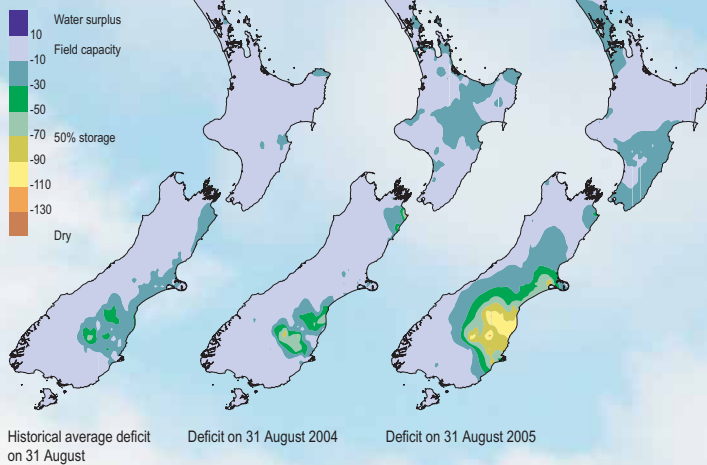 Water surplus
10
Field capacity
-10
-30
-50
-70
50% storage
-90
-110
-130
Dry
Historical average deficit
on 31 August
Deficit on 31 August 2004
Deficit on 31 August 2005